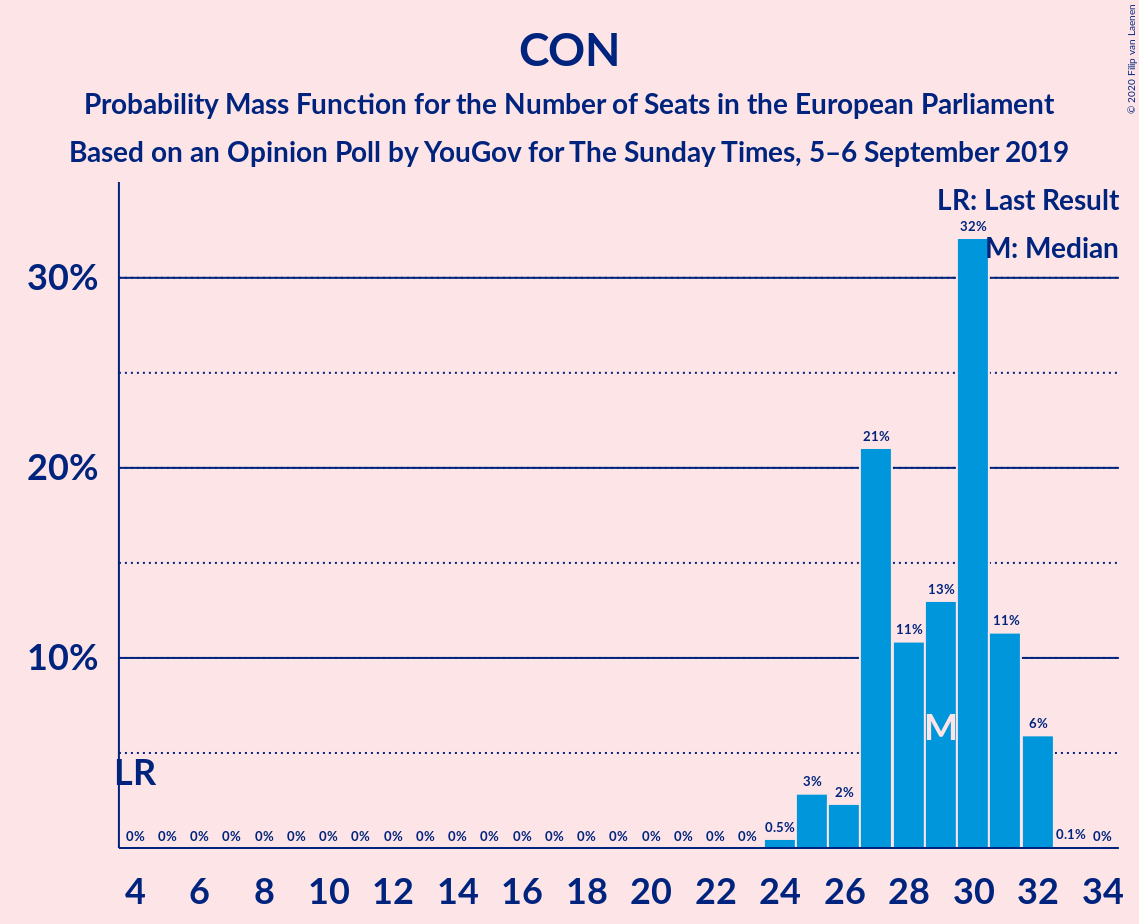 CON
Probability Mass Function for the Number of Seats in the European Parliament
Based on an Opinion Poll by YouGov for The Sunday Times, 5–6 September 2019
© 2020 Filip van Laenen
LR: Last Result
M: Median
30%
20%
10%
32%
21%
13%
11%
11%
6%
3%
2%
0.5%
0.1%
M
LR
0% 0% 0% 0% 0% 0% 0% 0% 0% 0% 0% 0% 0% 0% 0% 0% 0% 0% 0% 0% 0%
4 6 8 10 12 14 16 18 20 22 24 26 28 30 32 34